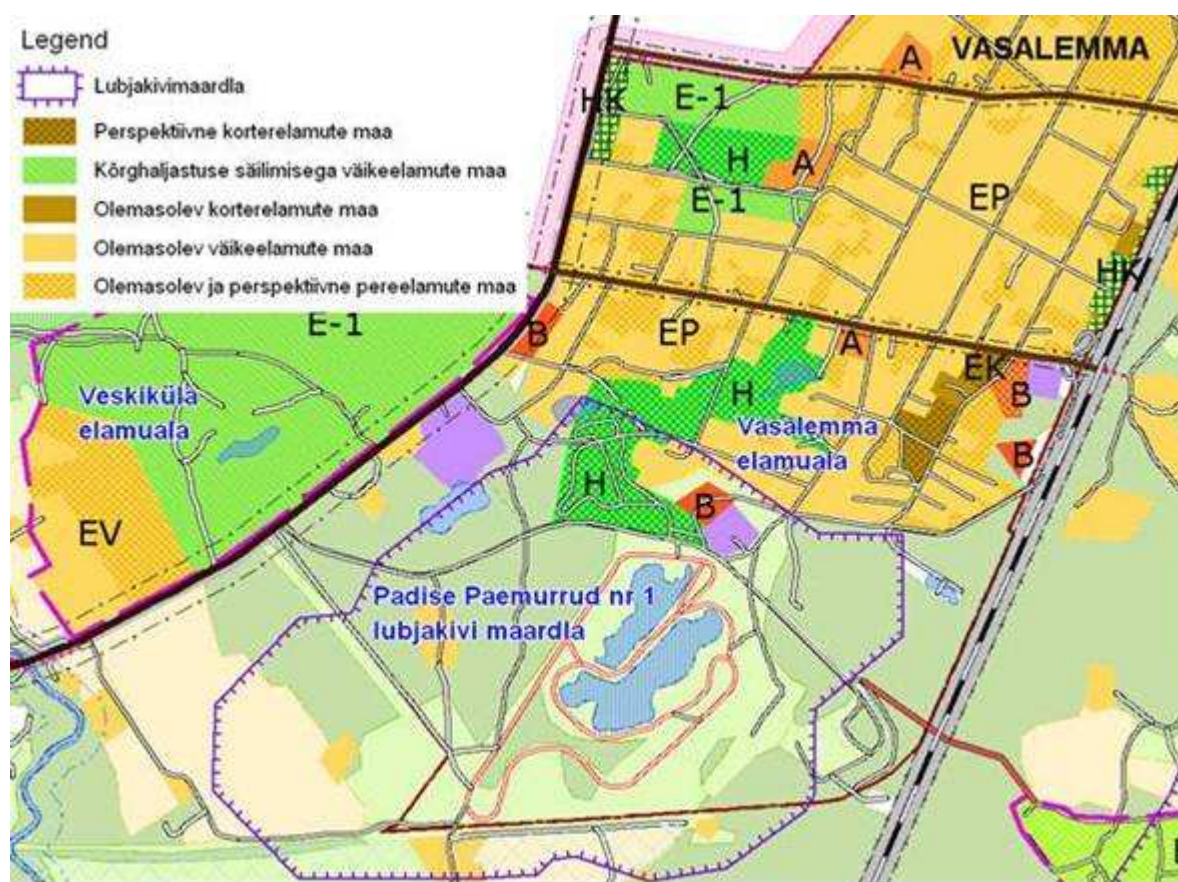 Legend
Lubjakivimaardla
Perspektiivne korterelamute maa
Kõrghaljastuse säilimisega väikeelamute maa
Olemasolev korterelamute maa
Olemasolev väikeelamute maa
Olemasolev ja perspektiivne pereelamute maa
VASALEMMA
A
HK
E-1
H
A
E-1
EP
HK
E-1
B
EP
A
EK
B
H
Veskiküla
elamuala
Vasalemma
elamuala
B
H
B
EV
Padise Paemurrud nr 1
lubjakivi maardla